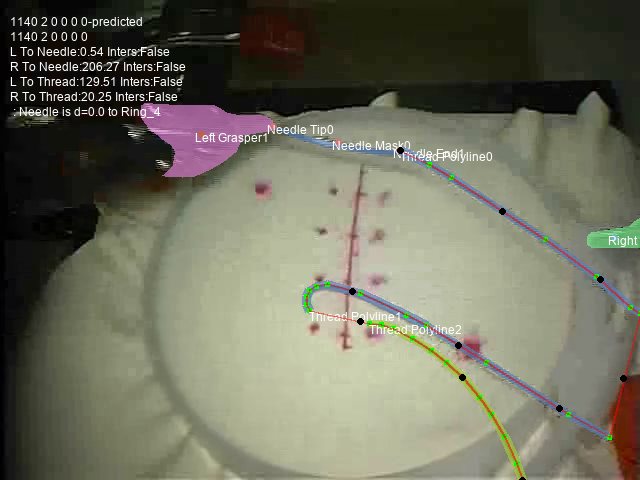 1140 2 0 0 0 0-predicted
1140 2 0 0 0 0
L To Needle:0.54 Inters:False
R To Needle:206.27 Inters:False
L To Thread:129.51 Inters:False
R To Thread:20.25 Inters:False
: Needle is d=0.0 to Ring_4
Left Grasper1
Needle Tip0
Needle Mask0
Thread Polyline0
Right
Thread Polyline1
Thread Polyline2